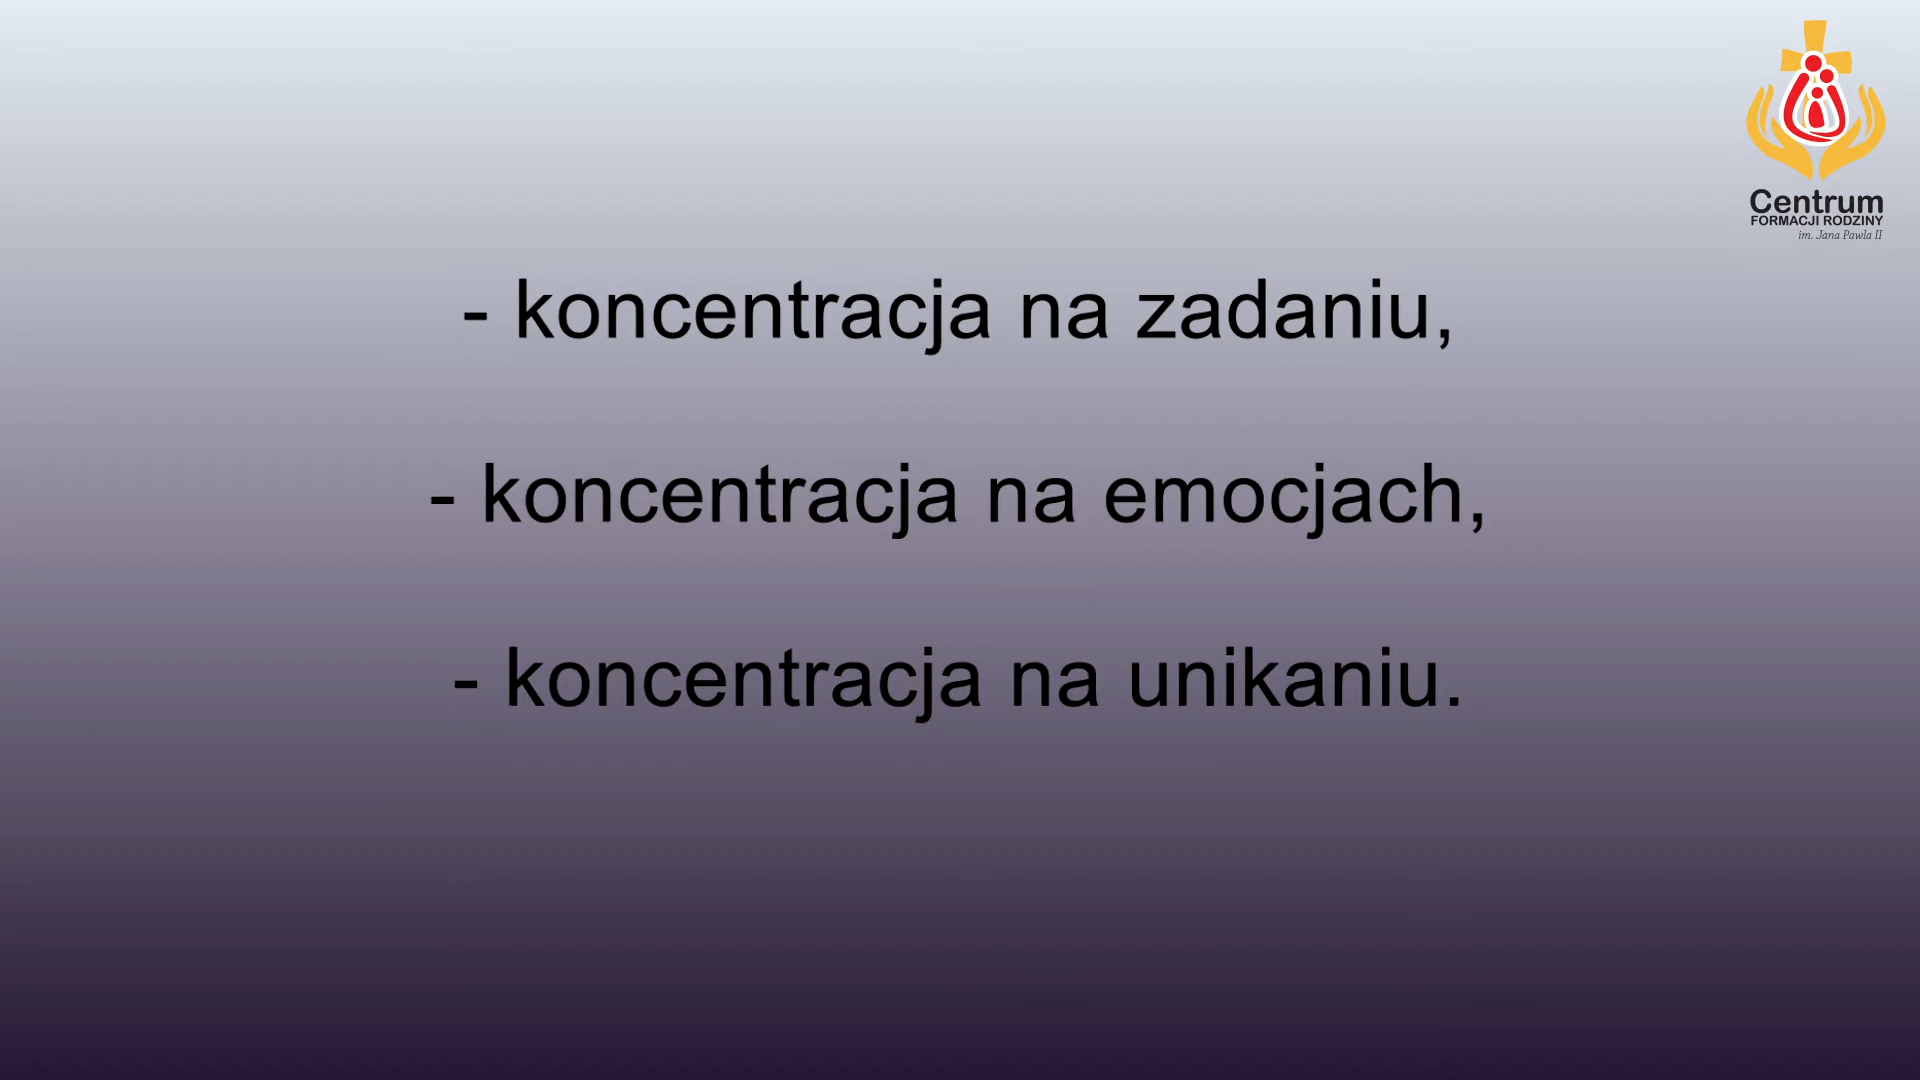 Centrum
FORMACJI RODZINY
im. Jana Pawła II
- koncentracja na zadaniu,
- koncentracja na emocjach,
- koncentracja na unikaniu.